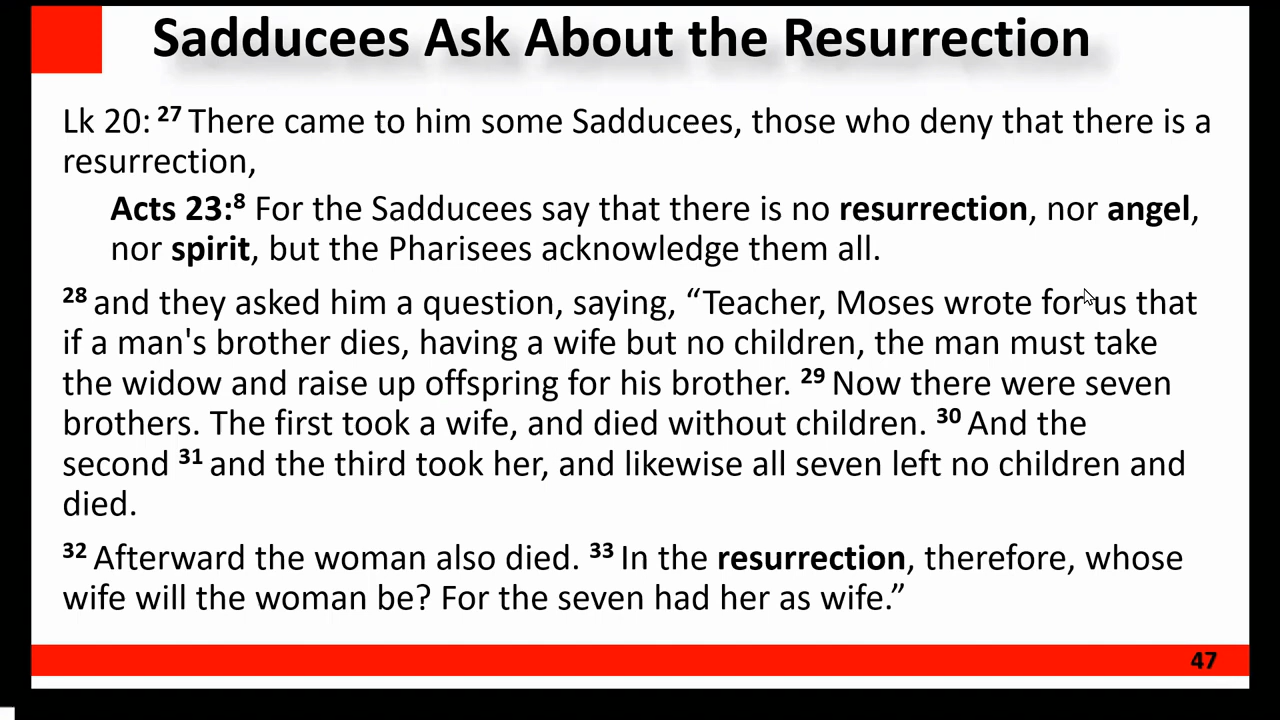 Sadducees Ask About the Resurrection
Lk 20: 27 There came to him some Sadducees, those who deny that there is a
resurrection,
Acts 23:8 For the Sadducees say that there is no resurrection, nor angel,
nor spirit, but the Pharisees acknowledge them all.
28 and they asked him a question, saying, “Teacher, Moses wrote for us that
if a man's brother dies, having a wife but no children, the man must take
the widow and raise up offspring for his brother. 29 Now there were seven
brothers. The first took a wife, and died without children. 30 And the
second 31 and the third took her, and likewise all seven left no children and
died.
32 Afterward the woman also died. 33 In the resurrection, therefore, whose
wife will the woman be? For the seven had her as wife.”
47